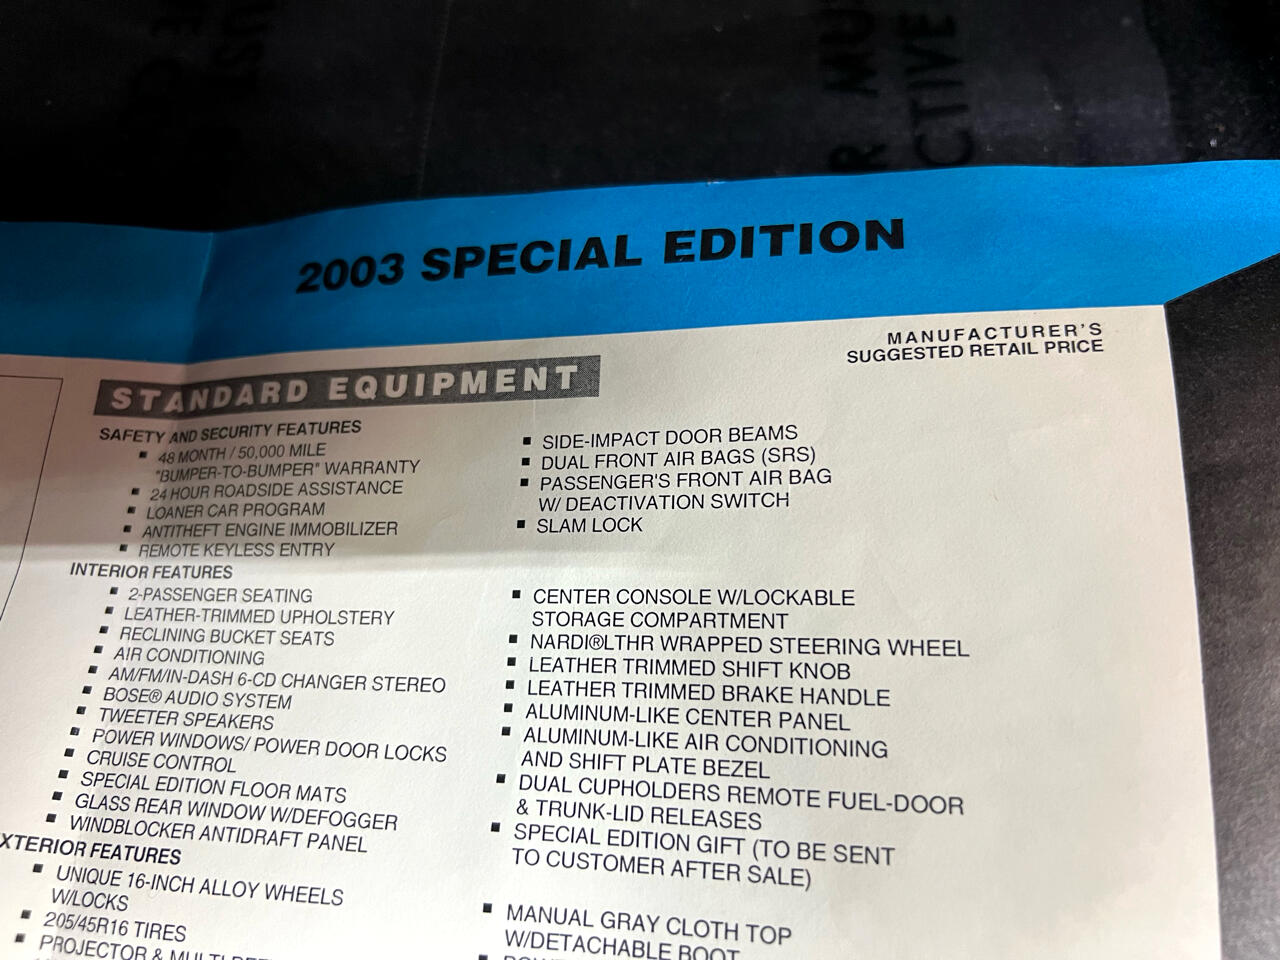 2003 SPECIAL EDITION
MANUFACTURER'S
SUGGESTED RETAIL PRICE
STANDARD EQUIPMENT
SAFETY AND SECURITY FEATURES
▪ 48 MONTH / 50,000 MILE
"BUMPER-TO-BUMPER" WARRANTY
▪ 24 HOUR ROADSIDE ASSISTANCE
▪ LOANER CAR PROGRAM
▪ ANTITHEFT ENGINE IMMOBILIZER
▪ REMOTE KEYLESS ENTRY
▪ SIDE-IMPACT DOOR BEAMS
▪ DUAL FRONT AIR BAGS (SRS)
▪ PASSENGER'S FRONT AIR BAG
W/ DEACTIVATION SWITCH
▪ SLAM LOCK
INTERIOR FEATURES
▪ 2-PASSENGER SEATING
▪ LEATHER-TRIMMED UPHOLSTERY
▪ RECLINING BUCKET SEATS
▪ AIR CONDITIONING
▪ AM/FM/IN-DASH 6-CD CHANGER STEREO
▪ BOSE® AUDIO SYSTEM
▪ TWEETER SPEAKERS
▪ POWER WINDOWS/ POWER DOOR LOCKS
▪ CRUISE CONTROL
▪ SPECIAL EDITION FLOOR MATS
▪ GLASS REAR WINDOW W/DEFOGGER
▪ WINDBLOCKER ANTIDRAFT PANEL
▪ CENTER CONSOLE W/LOCKABLE
STORAGE COMPARTMENT
▪ NARDI®LTHR WRAPPED STEERING WHEEL
▪ LEATHER TRIMMED SHIFT KNOB
▪ LEATHER TRIMMED BRAKE HANDLE
▪ ALUMINUM-LIKE CENTER PANEL
▪ ALUMINUM-LIKE AIR CONDITIONING
AND SHIFT PLATE BEZEL
▪ DUAL CUPHOLDERS REMOTE FUEL-DOOR
& TRUNK-LID RELEASES
▪ SPECIAL EDITION GIFT (TO BE SENT
TO CUSTOMER AFTER SALE)
XTERIOR FEATURES
▪ UNIQUE 16-INCH ALLOY WHEELS
W/LOCKS
▪ 205/45R16 TIRES
▪ PROJECTOR &
▪ MANUAL GRAY CLOTH TOP
W/DETACHABLE BOOT